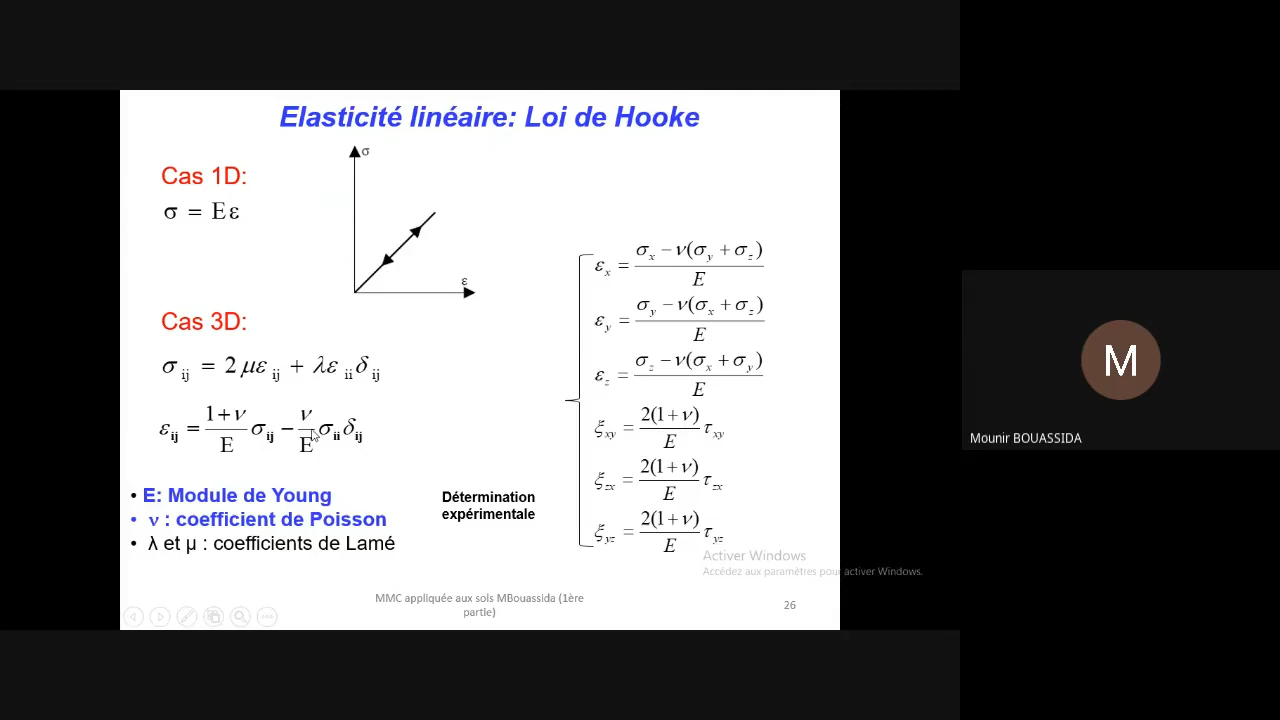 Elasticité linéaire: Loi de Hooke
σ
Cas 1D:
σ = Eε
ε
Cas 3D:
σ ij = 2 με ij + λε ii δ ij
ε ij = (1+ν)/E σ ij − ν/E σ ii δ ij
• E: Module de Young
• ν : coefficient de Poisson
• λ et μ : coefficients de Lamé
Détermination
expérimentale
ε x = (σ x − ν(σ y + σ z))/E
ε y = (σ y − ν(σ x + σ z))/E
ε z = (σ z − ν(σ x + σ y))/E
ξ xy = 2(1+ν)/E τ xy
ξ zx = 2(1+ν)/E τ zx
ξ yz = 2(1+ν)/E τ yz
Activer Windows
Accédez aux paramètres pour activer Windows.
MMC appliquée aux sols MBouassida (1ère
partie)
26
M
Mounir BOUASSIDA